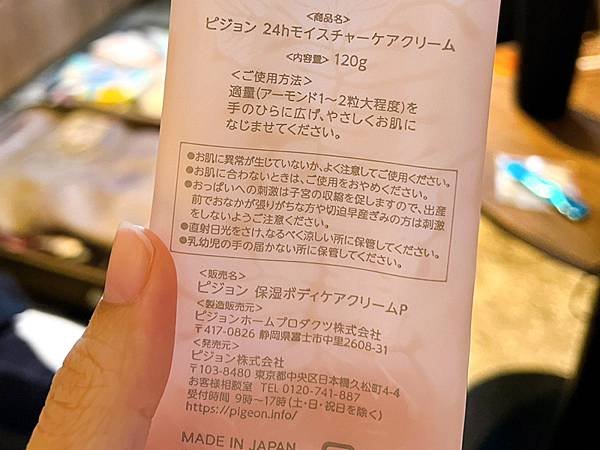 <商品名>
ピジョン 24hモイスチャーケアクリーム
<内容量> 120g
<ご使用方法>
適量(アーモンド1〜2粒大程度)を
手のひらに広げ、やさしくお肌に
なじませてください。
●お肌に異常が生じていないか、よく注意してご使用ください。
●お肌に合わないときは、ご使用をおやめください。
●おっぱいへの刺激は子宮の収縮を促しますので、出産
前でおなかが張りがちな方や切迫早産ぎみの方は刺激
をしないようご注意ください。
●直射日光をさけ、なるべく涼しい所に保管してください。
●乳幼児の手の届かない所に保管してください。
<販売名>
ピジョン 保湿ボディケアクリームP
<製造販売元>
ピジョンホームプロダクツ株式会社
〒417-0826 静岡県富士市中里2608-31
<発売元>
ピジョン株式会社
〒103-8480 東京都中央区日本橋久松町4-4
お客様相談室 TEL 0120-741-887
受付時間 9時〜17時(土・日・祝日を除く)
https://pigeon.info/
MADE IN JAPAN